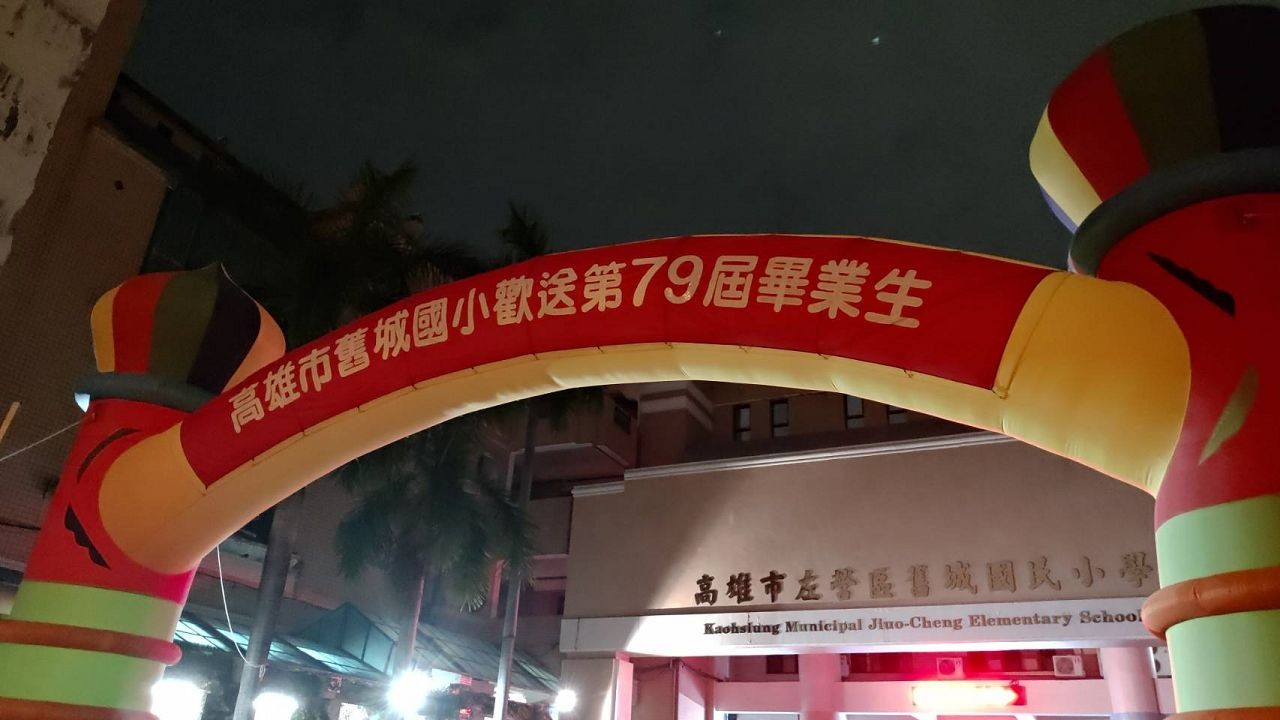 高雄市舊城國小歡送第79屆畢業生
高雄市左營區舊城國民小學
Kaohsiung Municipal Jiuo-Cheng Elementary School